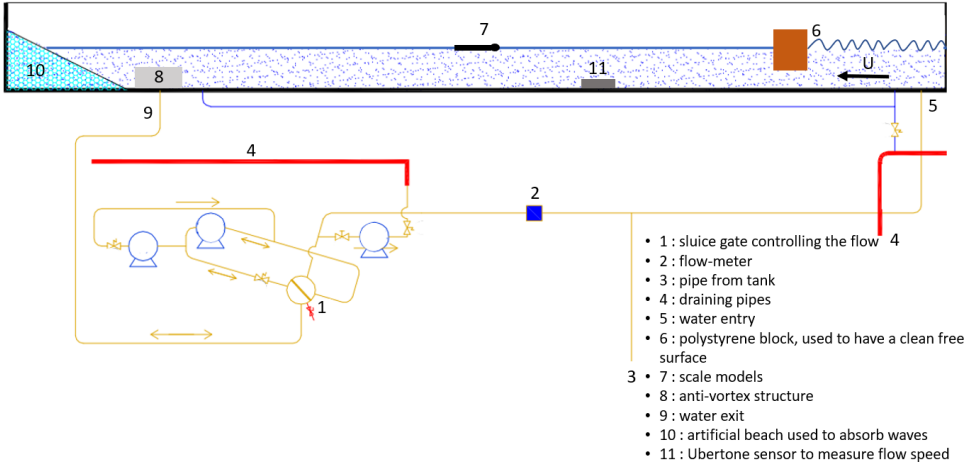 7
6
10
8
11
U
9
5
4
2
1
4
3
• 1 : sluice gate controlling the flow
• 2 : flow-meter
• 3 : pipe from tank
• 4 : draining pipes
• 5 : water entry
• 6 : polystyrene block, used to have a clean free
surface
• 7 : scale models
• 8 : anti-vortex structure
• 9 : water exit
• 10 : artificial beach used to absorb waves
• 11 : Ubertone sensor to measure flow speed